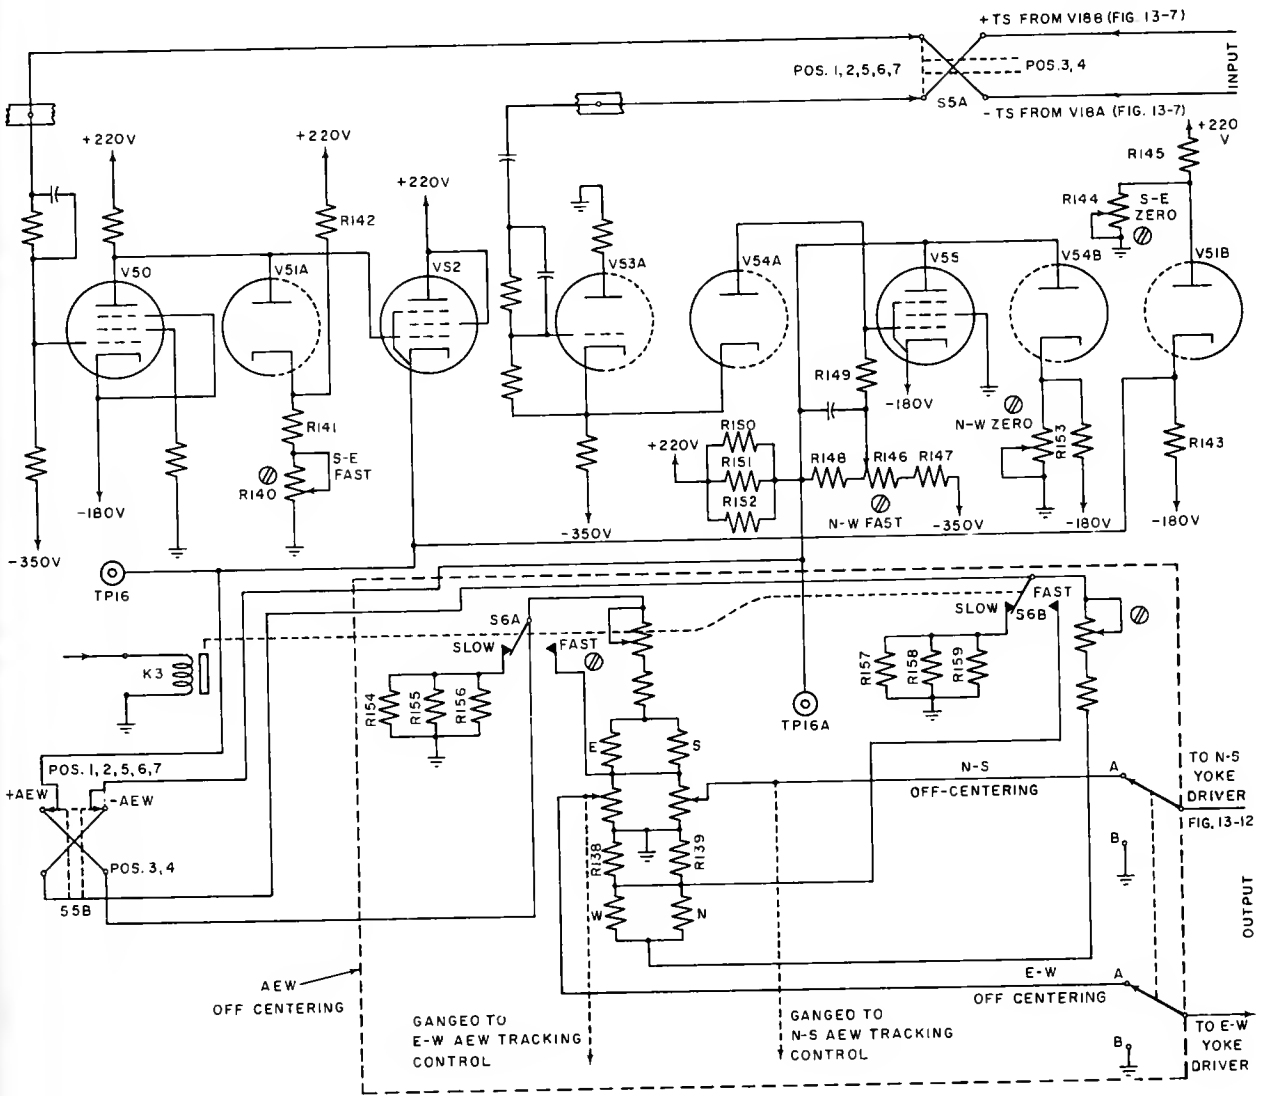 +TS FROM V18B (FIG. 13-7)
POS. 1, 2, 5, 6, 7
POS. 3, 4
S5A
INPUT
-TS FROM V18A (FIG. 13-7)
+220V
+220V
+220V
+220
V
R145
R144
S-E
ZERO
R142
V50
V51A
V52
V53A
V54A
V55
V54B
V51B
R141
S-E
FAST
R140
R149
-180V
N-W ZERO
R153
R143
R150
+220V
R151
R152
R148
R146
R147
N-W FAST
-180V
-350V
-350V
-350V
-180V
-180V
TP16
S6A
SLOW
FAST
SLOW
FAST
S6B
K3
R154
R155
R156
R157
R158
R159
TP16A
E
S
POS. 1, 2, 5, 6, 7
+AEW
-AEW
POS. 3, 4
S5B
N-S
OFF-CENTERING
A
TO N-S
YOKE
DRIVER
FIG. 13-12
B
R138
R139
W
N
OUTPUT
AEW
OFF CENTERING
E-W
OFF CENTERING
A
GANGED TO
E-W AEW TRACKING
CONTROL
GANGED TO
N-S AEW TRACKING
CONTROL
B
TO E-W
YOKE
DRIVER